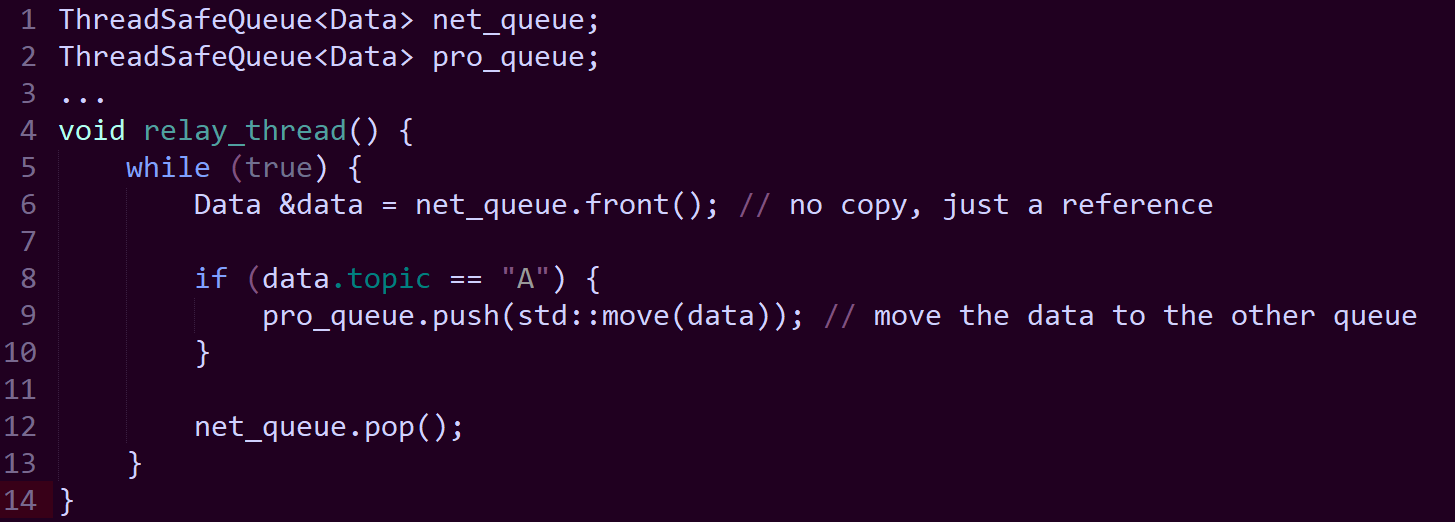 1 ThreadSafeQueue<Data> net_queue;
2 ThreadSafeQueue<Data> pro_queue;
3 ...
4 void relay_thread() {
5     while (true) {
6         Data &data = net_queue.front(); // no copy, just a reference
7
8         if (data.topic == "A") {
9             pro_queue.push(std::move(data)); // move the data to the other queue
10         }
11
12         net_queue.pop();
13     }
14 }